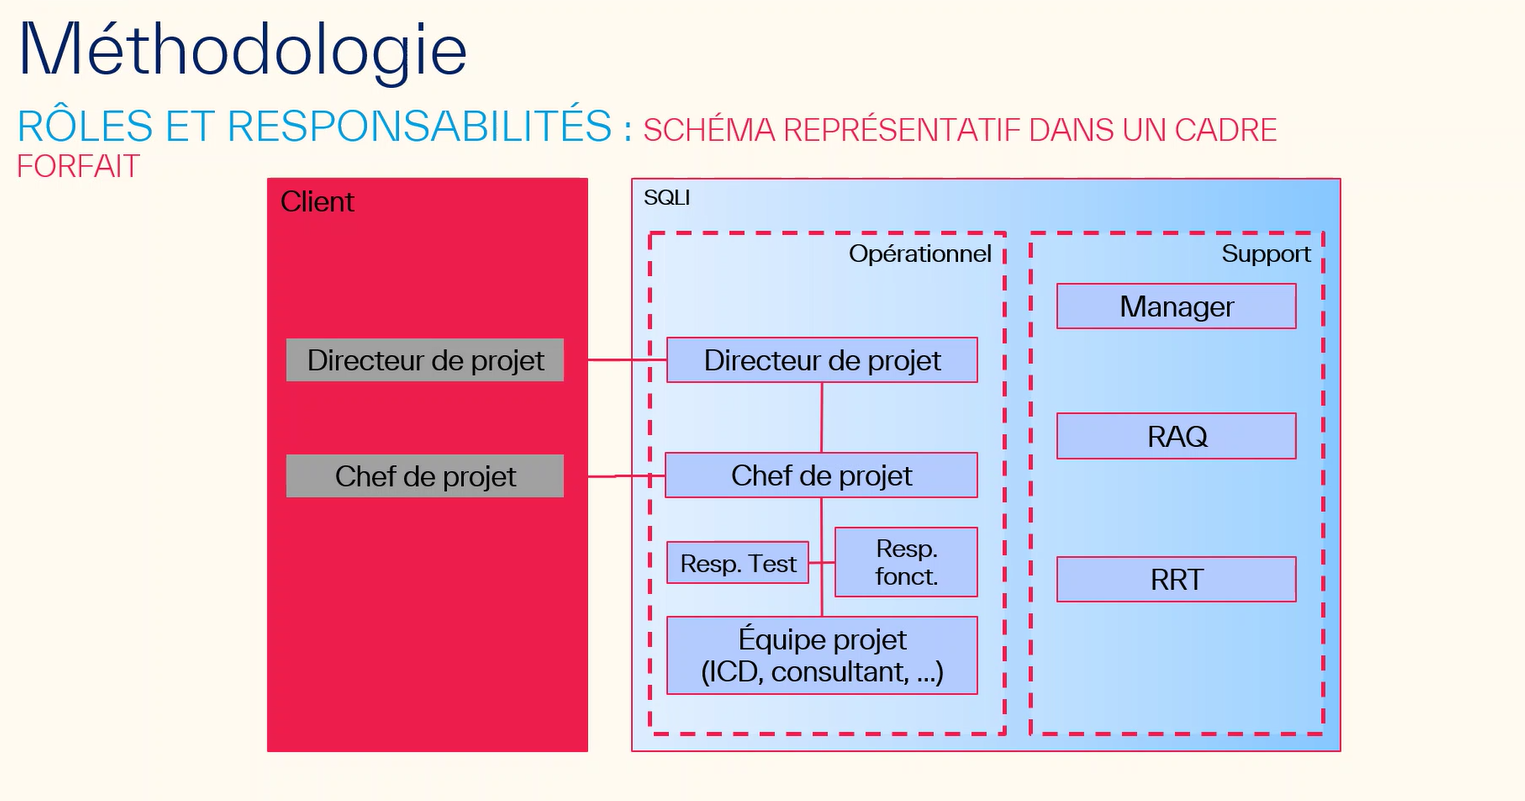 Méthodologie
RÔLES ET RESPONSABILITÉS : SCHÉMA REPRÉSENTATIF DANS UN CADRE
FORFAIT
Client
Directeur de projet
Chef de projet
SQLI
Opérationnel
Directeur de projet
Chef de projet
Resp. Test
Resp.
fonct.
Équipe projet
(ICD, consultant, ...)
Support
Manager
RAQ
RRT